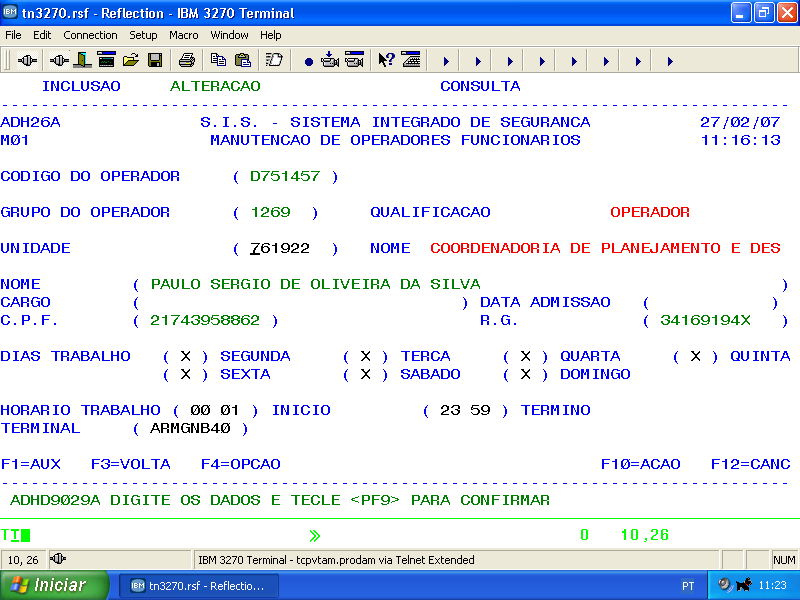 tn3270.rsf - Reflection - IBM 3270 Terminal
File Edit Connection Setup Macro Window Help
INCLUSAO ALTERACAO CONSULTA
ADH26A S.I.S. - SISTEMA INTEGRADO DE SEGURANCA 27/02/07
M01 MANUTENCAO DE OPERADORES FUNCIONARIOS 11:16:13
CODIGO DO OPERADOR ( D751457 )
GRUPO DO OPERADOR ( 1269 ) QUALIFICACAO OPERADOR
UNIDADE ( 761922 ) NOME COORDENADORIA DE PLANEJAMENTO E DES
NOME ( PAULO SERGIO DE OLIVEIRA DA SILVA )
CARGO ( ) DATA ADMISSAO ( )
C.P.F. ( 21743958862 ) R.G. ( 34169194X )
DIAS TRABALHO ( X ) SEGUNDA ( X ) TERCA ( X ) QUARTA ( X ) QUINTA
( X ) SEXTA ( X ) SABADO ( X ) DOMINGO
HORARIO TRABALHO ( 00 01 ) INICIO ( 23 59 ) TERMINO
TERMINAL ( ARMGNB40 )
F1=AUX F3=VOLTA F4=OPCAO F10=ACAO F12=CANC
ADHD9029A DIGITE OS DADOS E TECLE <PF9> PARA CONFIRMAR
TI » 0 10,26
10, 26 IBM 3270 Terminal - tcpvtam.prodam via Telnet Extended NUM
Iniciar IBM tn3270.rsf - Reflectio... PT 11:23